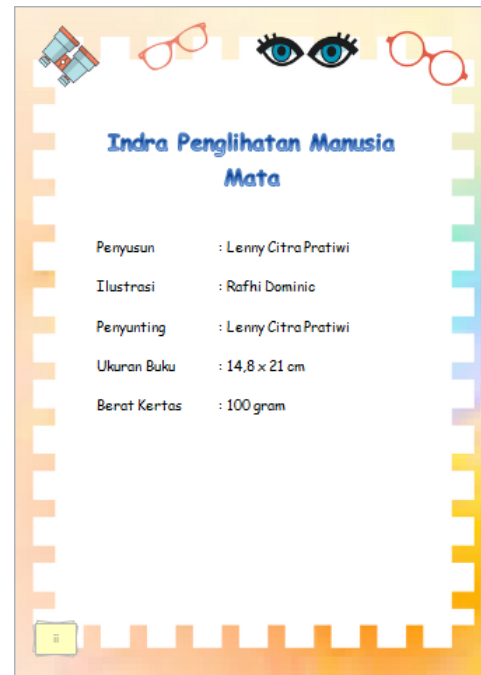 Indra Penglihatan Manusia
Mata
Penyusun : Lenny Citra Pratiwi
Ilustrasi : Rafhi Dominic
Penyunting : Lenny Citra Pratiwi
Ukuran Buku : 14,8 x 21 cm
Berat Kertas : 100 gram
ii